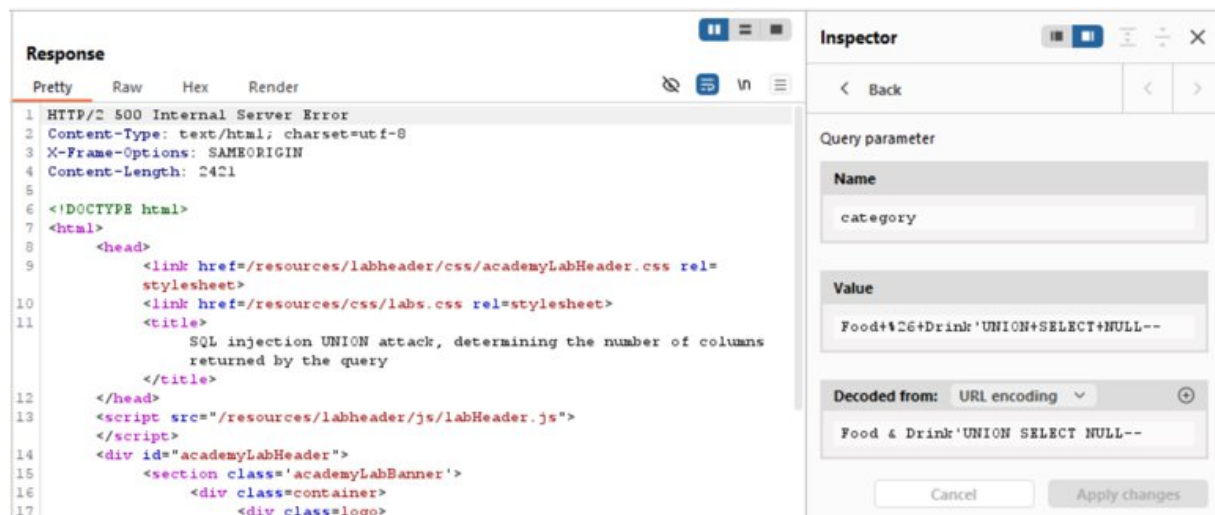 Response
Pretty Raw Hex Render \n
1 HTTP/2 500 Internal Server Error
2 Content-Type: text/html; charset=utf-8
3 X-Frame-Options: SAMEORIGIN
4 Content-Length: 2421
5
6 <!DOCTYPE html>
7 <html>
8 <head>
9 <link href=/resources/labheader/css/academyLabHeader.css rel=
stylesheet>
10 <link href=/resources/css/labs.css rel=stylesheet>
11 <title>
SQL injection UNION attack, determining the number of columns
returned by the query
</title>
12 </head>
13 <script src="/resources/labheader/js/labHeader.js">
</script>
14 <div id="academyLabHeader">
15 <section class='academyLabBanner'>
16 <div class=container>
17 <div class=logo>
Inspector
Back
Query parameter
Name
category
Value
Food+%26+Drink'UNION+SELECT+NULL--
Decoded from: URL encoding
Food & Drink'UNION SELECT NULL--
Cancel Apply changes